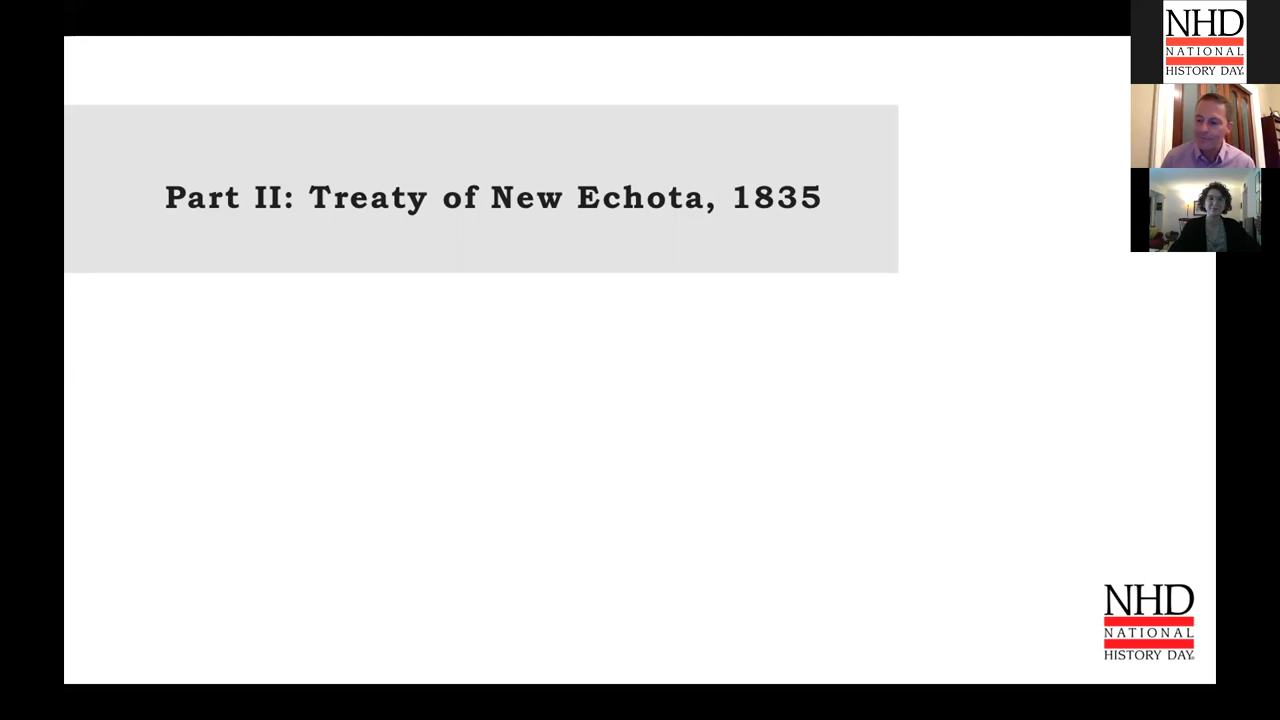 NHD
NATIONAL
HISTORY DAY
Part II: Treaty of New Echota, 1835
NHD
NATIONAL
HISTORY DAY